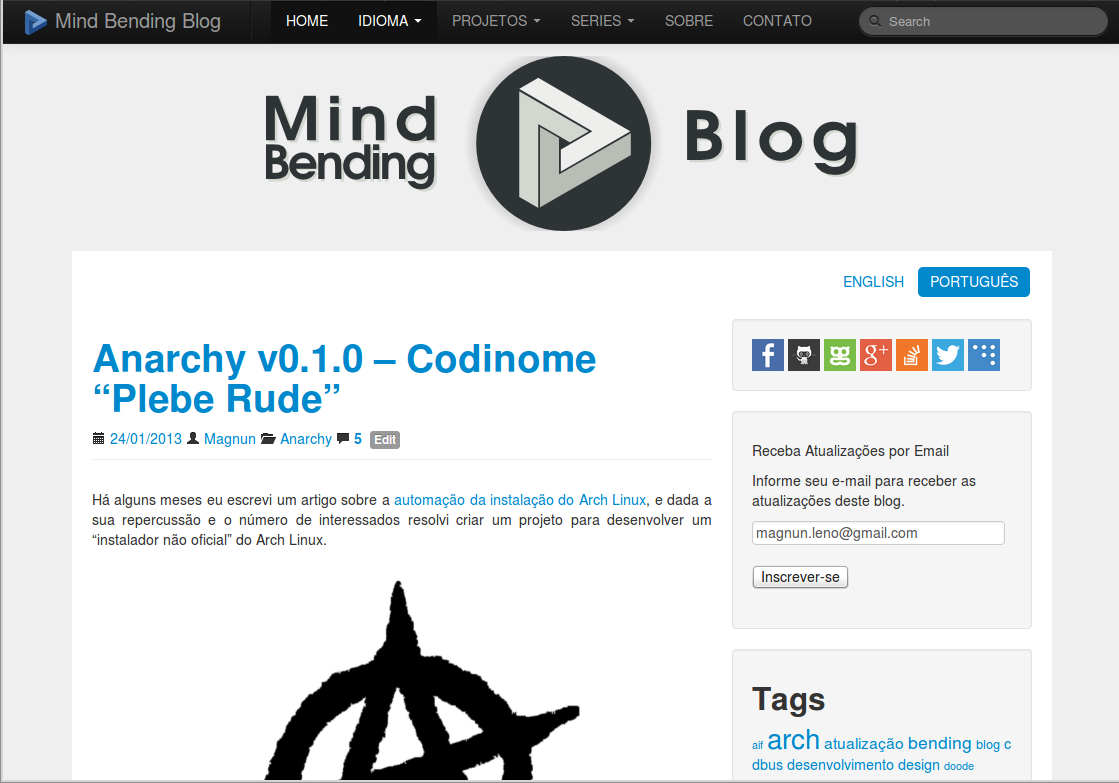 Mind Bending Blog HOME IDIOMA PROJETOS SERIES SOBRE CONTATO Search
Mind
Bending
Blog
ENGLISH PORTUGUÊS
Anarchy v0.1.0 – Codinome
“Plebe Rude”
24/01/2013 Magnun Anarchy 5 Edit
Há alguns meses eu escrevi um artigo sobre a automação da instalação do Arch Linux, e dada a
sua repercussão e o número de interessados resolvi criar um projeto para desenvolver um
“instalador não oficial” do Arch Linux.
f g+
Receba Atualizações por Email
Informe seu e-mail para receber as
atualizações deste blog.
magnun.leno@gmail.com
Inscrever-se
Tags
aif arch atualização bending blog c
dbus desenvolvimento design doode